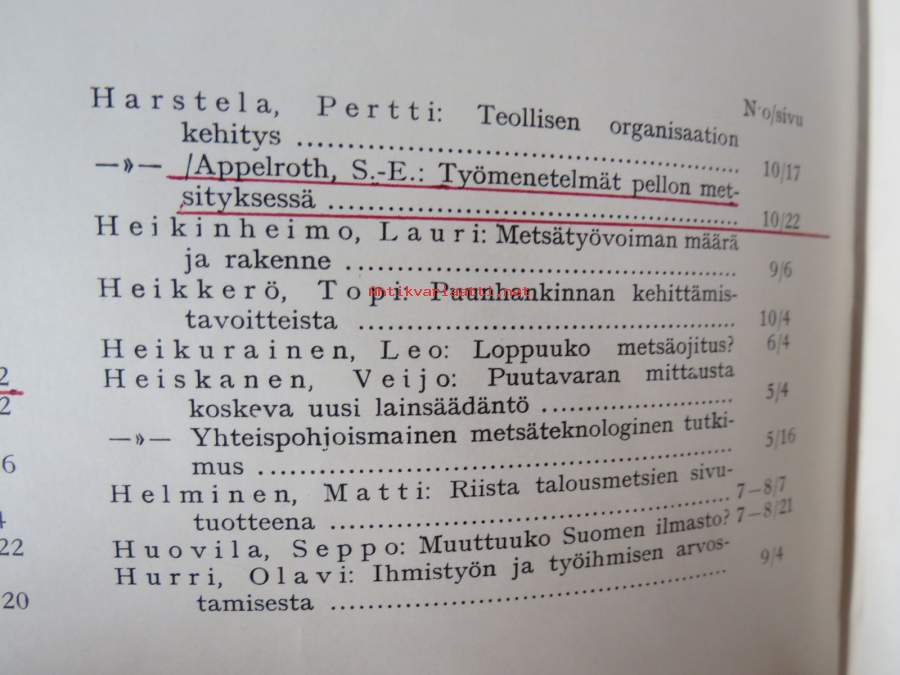 N:o/sivu
Harstela, Pertti: Teollisen organisaation
kehitys 10/17
—»— /Appelroth, S.-E.: Työmenetelmät pellon met-
sityksessä 10/22
Heikinheimo, Lauri: Metsätyövoiman määrä
ja rakenne 9/6
Heikkerö, Topi: Puunhankinnan kehittämis-
tavoitteista 10/4
Heikurainen, Leo: Loppuuko metsäojitus? 6/4
Heiskanen, Veijo: Puutavaran mittausta
koskeva uusi lainsäädäntö 5/4
—»— Yhteispohjoismainen metsäteknologinen tutki-
mus 5/16
Helminen, Matti: Riista talousmetsien sivu-
tuotteena 7—8/7
Huovila, Seppo: Muuttuuko Suomen ilmasto? 7—8/21
Hurri, Olavi: Ihmistyön ja työihmisen arvos-
tamisesta 9/4
antikvariaatti.net
2
2
6
4
22
20